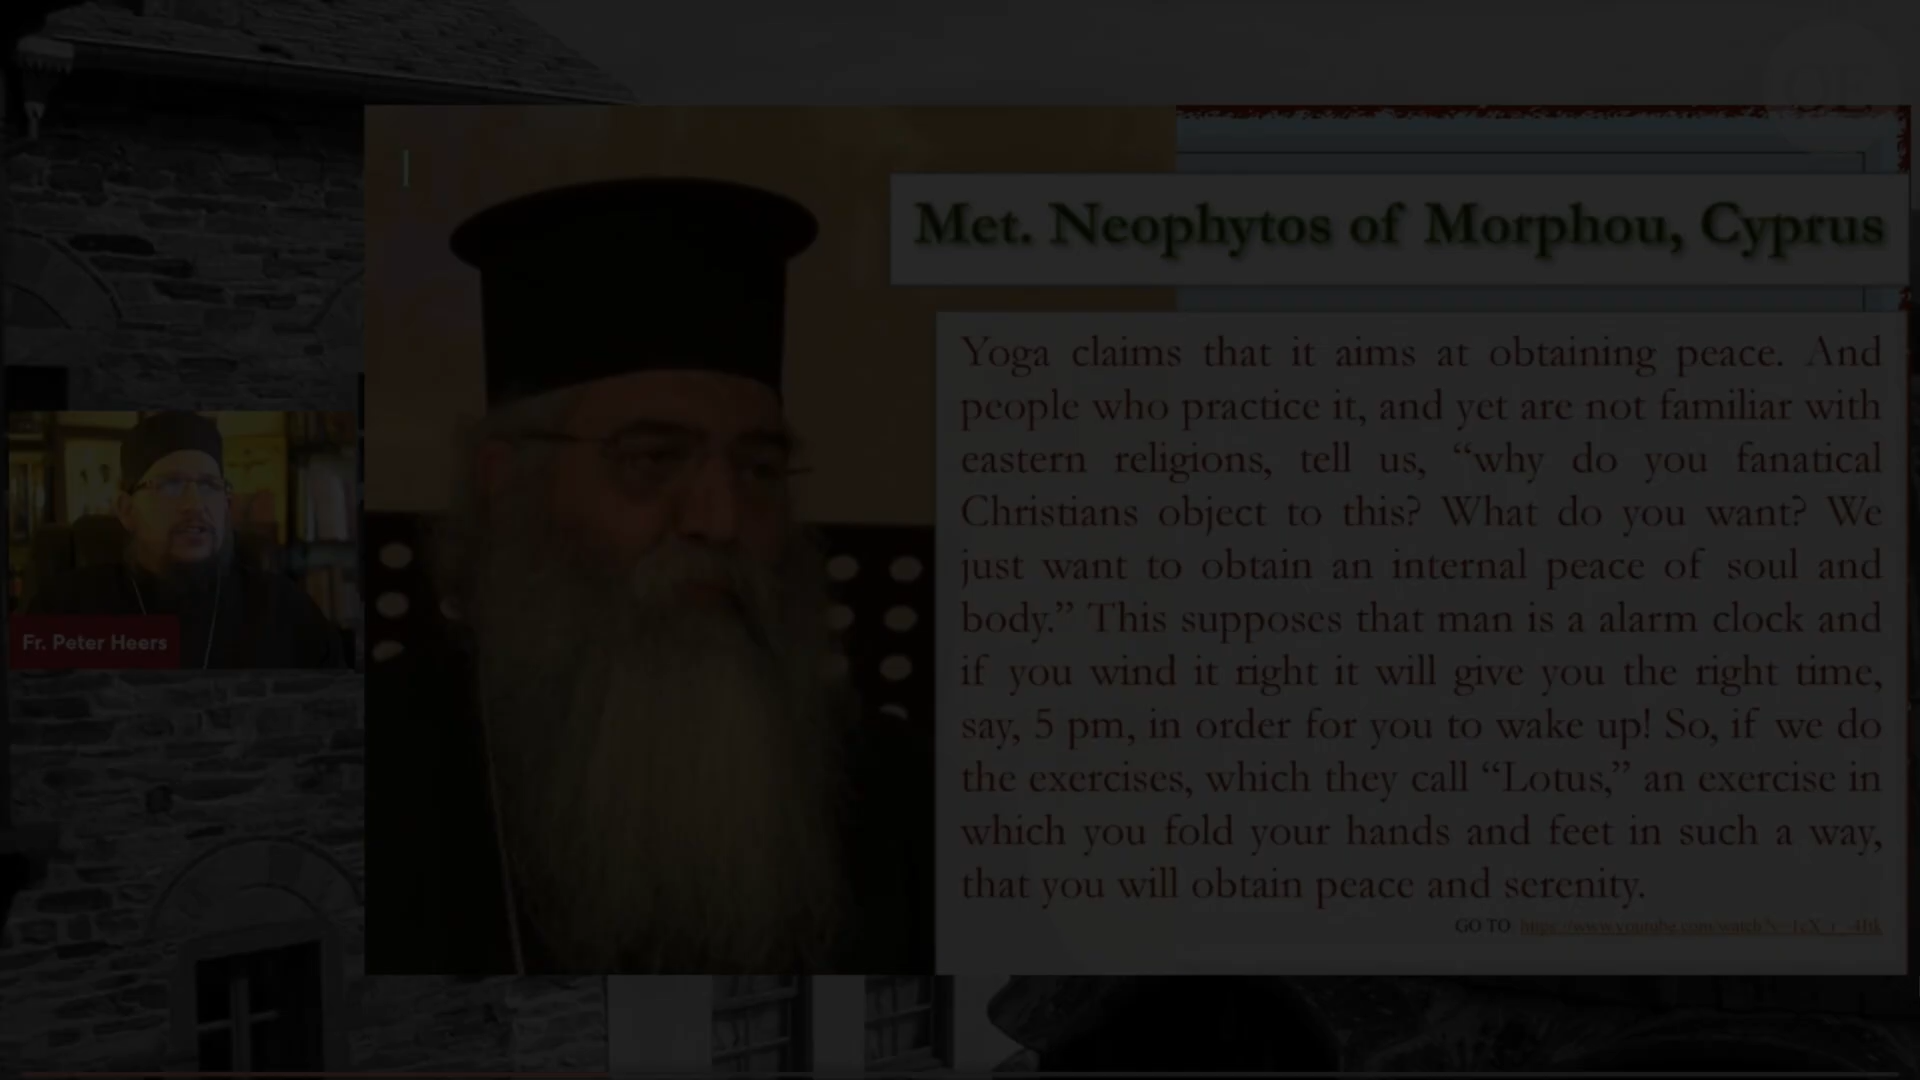 Met. Neophytos of Morphou, Cyprus
Yoga claims that it aims at obtaining peace. And
people who practice it, and yet are not familiar with
eastern religions, tell us, “why do you fanatical
Christians object to this? What do you want? We
just want to obtain an internal peace of soul and
body.” This supposes that man is a alarm clock and
if you wind it right it will give you the right time,
say, 5 pm, in order for you to wake up! So, if we do
the exercises, which they call “Lotus,” an exercise in
which you fold your hands and feet in such a way,
that you will obtain peace and serenity.
GO TO
Fr. Peter Heers